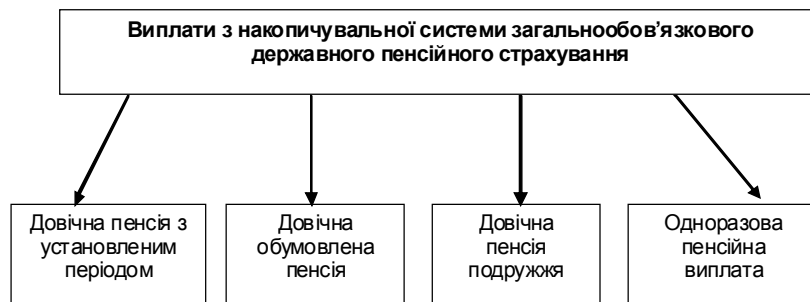 Виплати з накопичувальної системи загальнообов’язкового
державного пенсійного страхування
Довічна пенсія з
установленим
періодом
Довічна
обумовлена
пенсія
Довічна
пенсія
подружжя
Одноразова
пенсійна
виплата